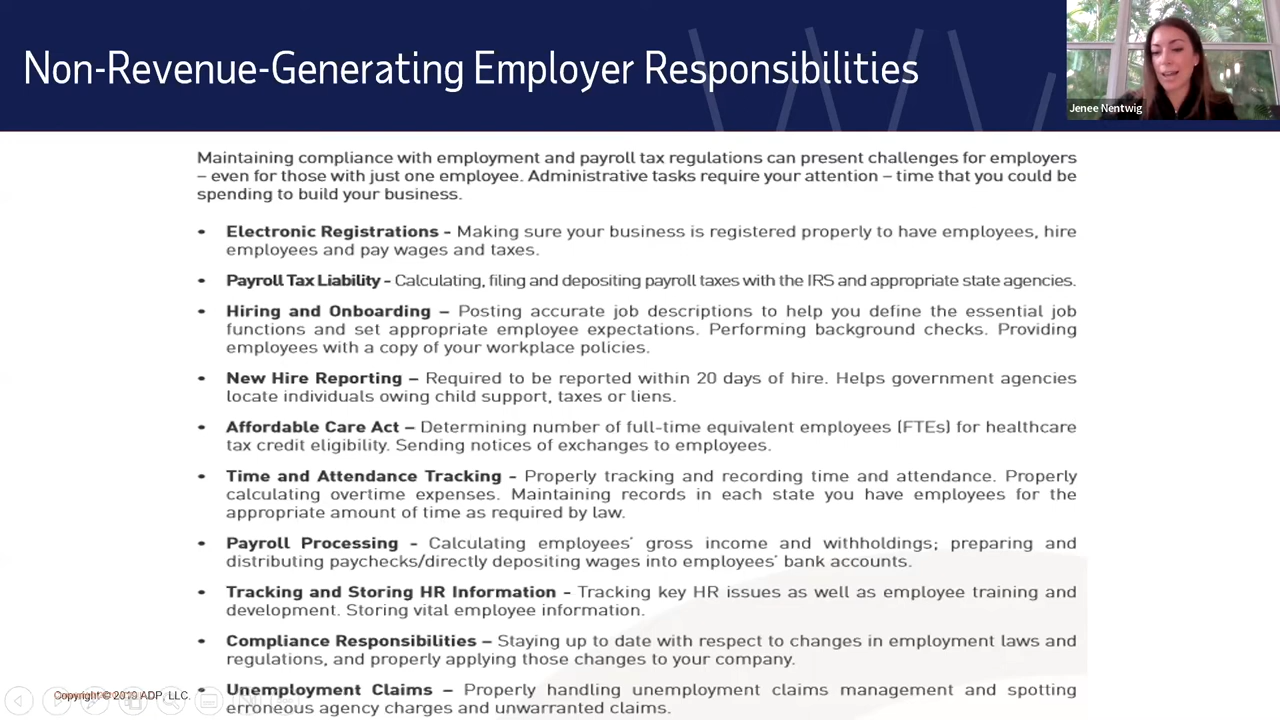 Non-Revenue-Generating Employer Responsibilities
Jenee Nentwig
Maintaining compliance with employment and payroll tax regulations can present challenges for employers
– even for those with just one employee. Administrative tasks require your attention – time that you could be
spending to build your business.
• Electronic Registrations - Making sure your business is registered properly to have employees, hire
employees and pay wages and taxes.
• Payroll Tax Liability - Calculating, filing and depositing payroll taxes with the IRS and appropriate state agencies.
• Hiring and Onboarding – Posting accurate job descriptions to help you define the essential job
functions and set appropriate employee expectations. Performing background checks. Providing
employees with a copy of your workplace policies.
• New Hire Reporting – Required to be reported within 20 days of hire. Helps government agencies
locate individuals owing child support, taxes or liens.
• Affordable Care Act – Determining number of full-time equivalent employees (FTEs) for healthcare
tax credit eligibility. Sending notices of exchanges to employees.
• Time and Attendance Tracking - Properly tracking and recording time and attendance. Properly
calculating overtime expenses. Maintaining records in each state you have employees for the
appropriate amount of time as required by law.
• Payroll Processing - Calculating employees’ gross income and withholdings; preparing and
distributing paychecks/directly depositing wages into employees’ bank accounts.
• Tracking and Storing HR Information - Tracking key HR issues as well as employee training and
development. Storing vital employee information.
• Compliance Responsibilities – Staying up to date with respect to changes in employment laws and
regulations, and properly applying those changes to your company.
• Unemployment Claims – Properly handling unemployment claims management and spotting
erroneous agency charges and unwarranted claims.
Copyright © 2019 ADP, LLC.